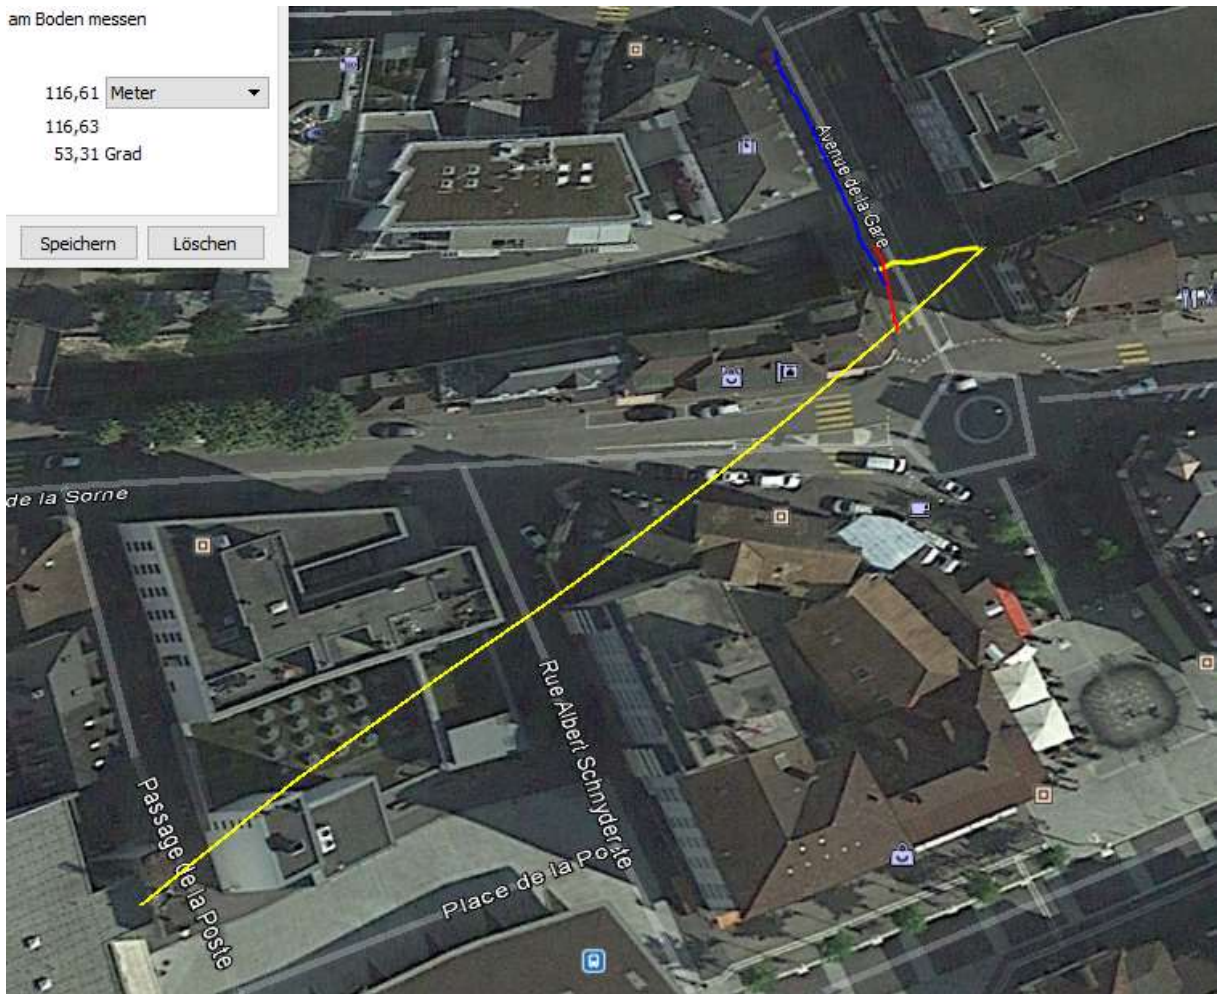 am Boden messen
116,61 Meter
116,63
53,31 Grad
Speichern Löschen
Avenue de la Gare
de la Sorne
Rue Albert Schnyder
Passage de la Poste
Place de la